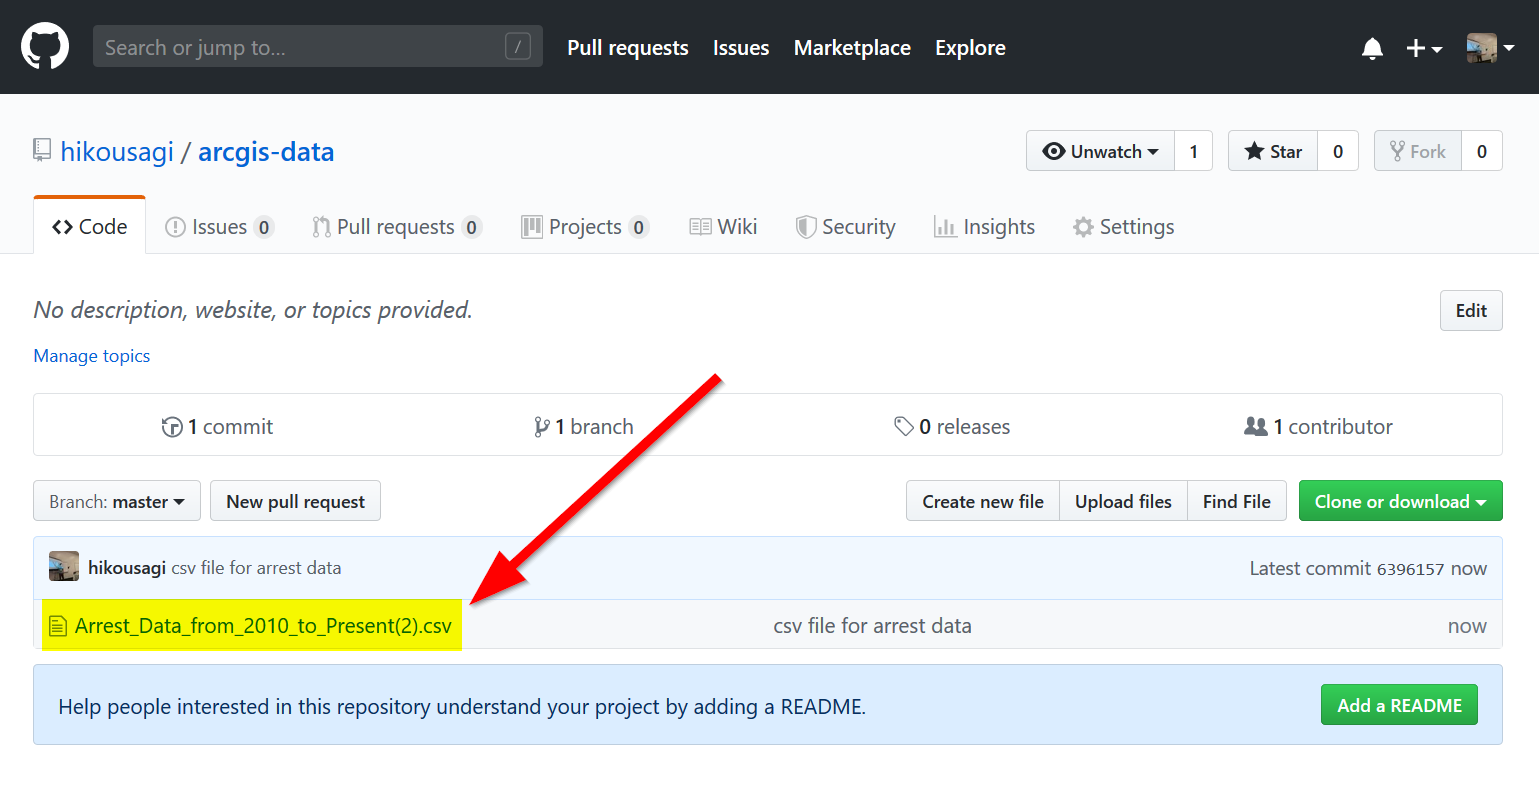 Search or jump to... /
Pull requests Issues Marketplace Explore
hikousagi / arcgis-data
Unwatch 1 Star 0 Fork 0
Code Issues 0 Pull requests 0 Projects 0 Wiki Security Insights Settings
No description, website, or topics provided.
Edit
Manage topics
1 commit 1 branch 0 releases 1 contributor
Branch: master New pull request Create new file Upload files Find File Clone or download
hikousagi csv file for arrest data Latest commit 6396157 now
Arrest_Data_from_2010_to_Present(2).csv csv file for arrest data now
Help people interested in this repository understand your project by adding a README. Add a README